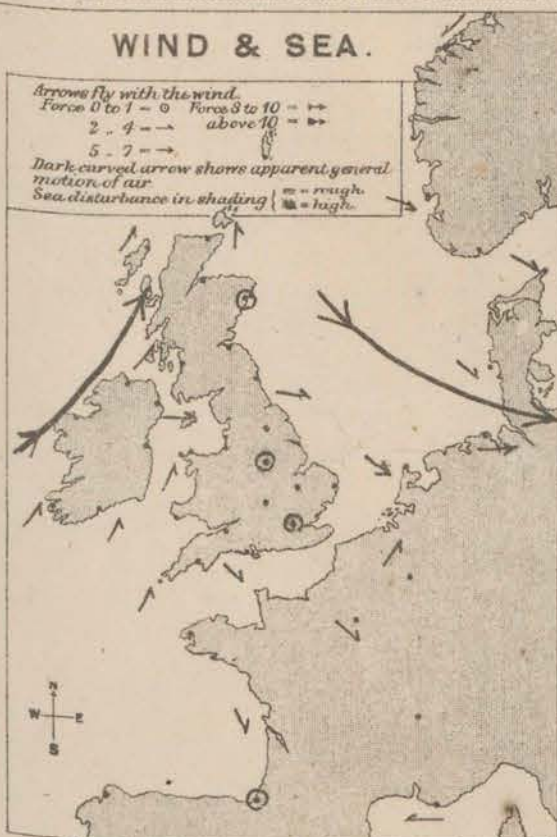 WIND & SEA.
Arrows fly with the wind.
Force 0 to 1 = ⊙ Force 8 to 10 = ↣
2 „ 4 = → above 10 = ↣
5 „ 7 = →
Dark curved arrow shows apparent general
motion of air
Sea disturbance in shading { = rough.
= high.
N
W E
S